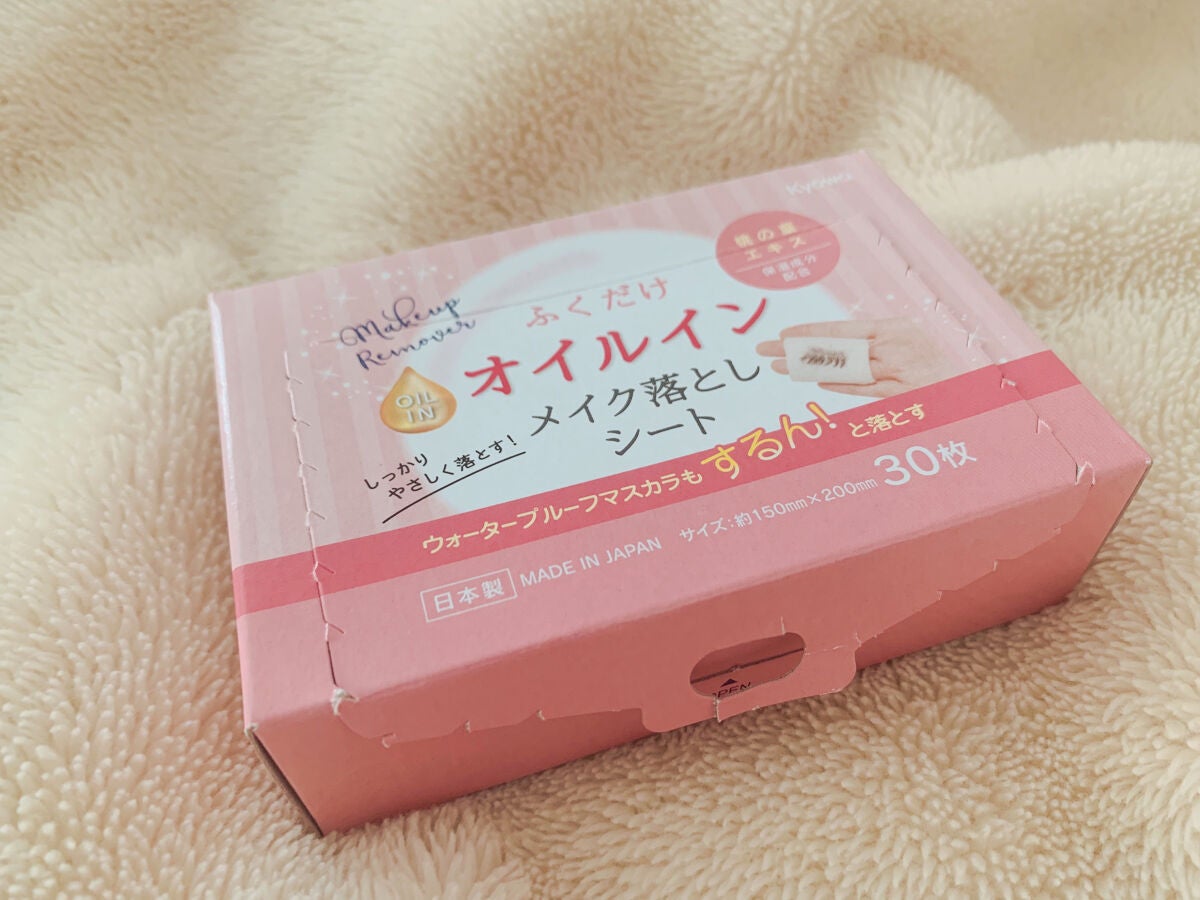 Kyowa
桃の葉
エキス
保湿成分
配合
Makeup
Remover
ふくだけ
オイルイン
メイク落とし
シート
OIL
IN
しっかり
やさしく落とす!
ウォータープルーフマスカラも するん! と落とす
日本製 MADE IN JAPAN サイズ:約150mm×200mm 30枚
OPEN